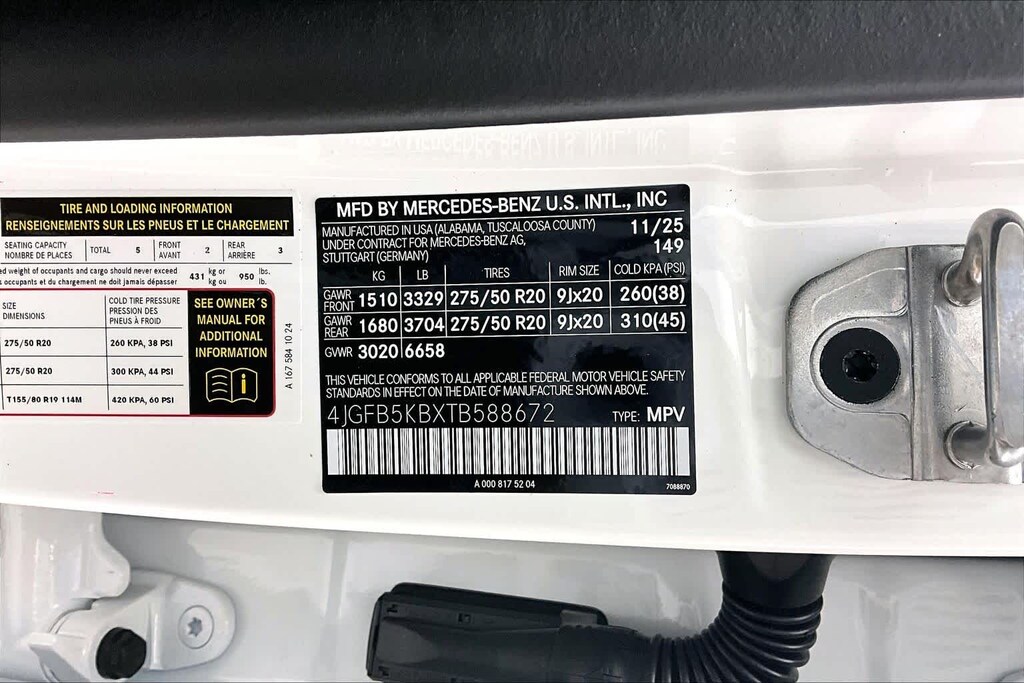 TIRE AND LOADING INFORMATION
RENSEIGNEMENTS SUR LES PNEUS ET LE CHARGEMENT
SEATING CAPACITY
NOMBRE DE PLACES
TOTAL 5
FRONT
AVANT 2
REAR
ARRIÈRE 3
ed weight of occupants and cargo should never exceed
occupants et du chargement ne doit jamais dépasser
431 kg or
kg ou
950 lbs.
lb.
SIZE
DIMENSIONS
COLD TIRE PRESSURE
PRESSION DES
PNEUS À FROID
275/50 R20 260 KPA, 38 PSI
275/50 R20 300 KPA, 44 PSI
T155/80 R19 114M 420 KPA, 60 PSI
SEE OWNER´S
MANUAL FOR
ADDITIONAL
INFORMATION
A 167 584 10 24
MFD BY MERCEDES-BENZ U.S. INTL., INC
MANUFACTURED IN USA (ALABAMA, TUSCALOOSA COUNTY) 11/25
UNDER CONTRACT FOR MERCEDES-BENZ AG, 149
STUTTGART (GERMANY)
KG LB TIRES RIM SIZE COLD KPA (PSI)
GAWR
FRONT 1510 3329 275/50 R20 9Jx20 260(38)
GAWR
REAR 1680 3704 275/50 R20 9Jx20 310(45)
GVWR 3020 6658
THIS VEHICLE CONFORMS TO ALL APPLICABLE FEDERAL MOTOR VEHICLE SAFETY
STANDARDS IN EFFECT ON THE DATE OF MANUFACTURE SHOWN ABOVE.
4JGFB5KBXTB588672 TYPE: MPV
A 000 817 52 04
7088870